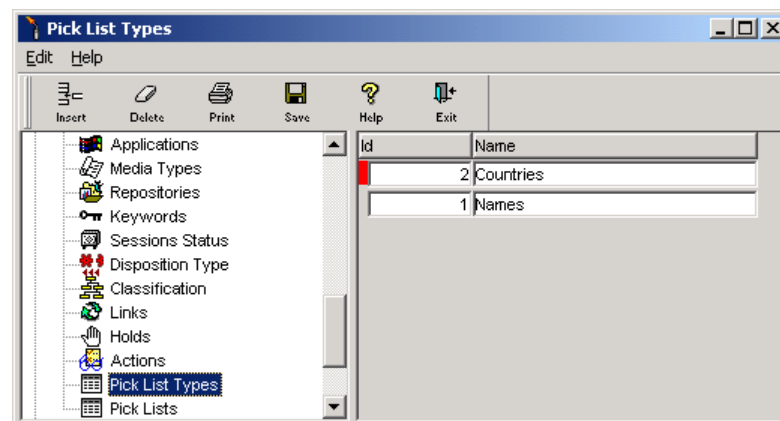 Pick List Types
Edit Help
Insert Delete Print Save Help Exit
Applications
Media Types
Repositories
Keywords
Sessions Status
Disposition Type
Classification
Links
Holds
Actions
Pick List Types
Pick Lists
Id Name
2 Countries
1 Names